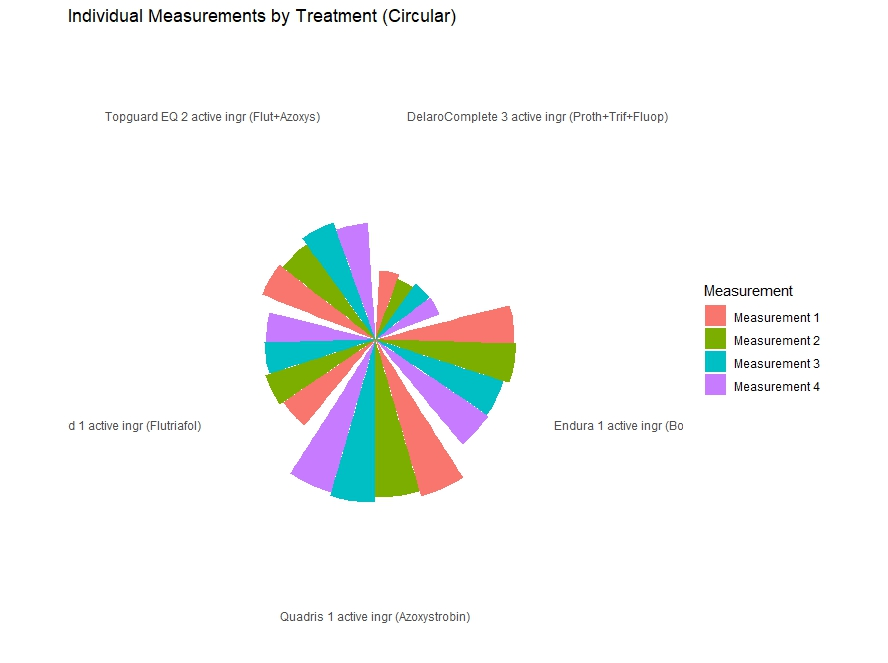 Individual Measurements by Treatment (Circular)
Topguard EQ 2 active ingr (Flut+Azoxys)
DelaroComplete 3 active ingr (Proth+Trif+Fluop)
Measurement
Measurement 1
Measurement 2
Measurement 3
Measurement 4
d 1 active ingr (Flutriafol)
Endura 1 active ingr (Bo
Quadris 1 active ingr (Azoxystrobin)